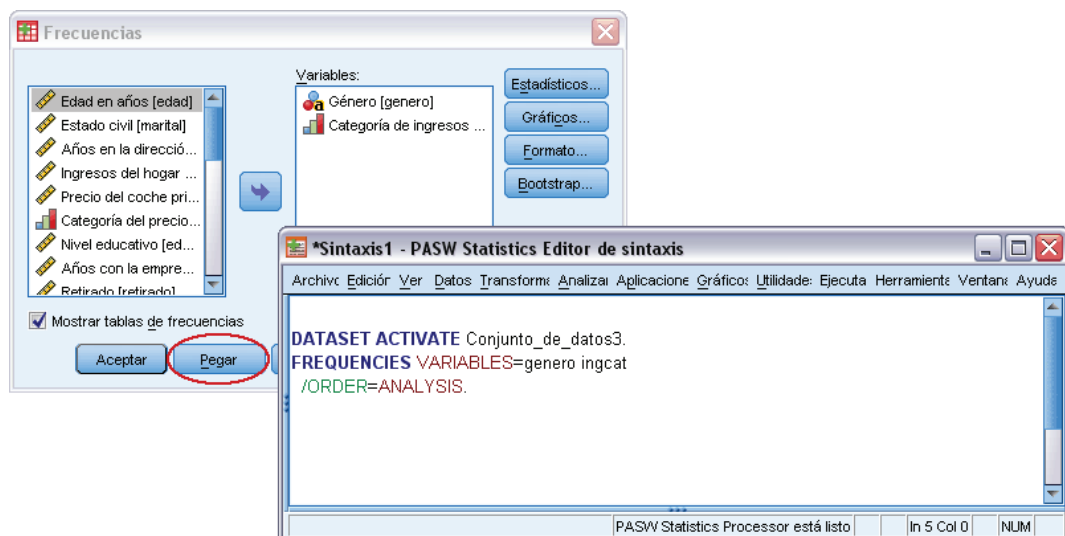 Frecuencias
Variables:
Edad en años [edad]
Estado civil [marital]
Años en la direcció...
Ingresos del hogar ...
Precio del coche pri...
Categoría del precio...
Nivel educativo [ed...
Años con la empre...
Retirado [retirado]
Género [genero]
Categoría de ingresos ...
Estadísticos...
Gráficos...
Formato...
Bootstrap...
Mostrar tablas de frecuencias
Aceptar
Pegar
*Sintaxis1 - PASW Statistics Editor de sintaxis
Archivc Edición Ver Datos Transforma Analizar Aplicacione Gráficos Utilidades Ejecuta Herramienta Ventana Ayuda
DATASET ACTIVATE Conjunto_de_datos3.
FREQUENCIES VARIABLES=genero ingcat
/ORDER=ANALYSIS.
PASW Statistics Processor está listo
In 5 Col 0
NUM